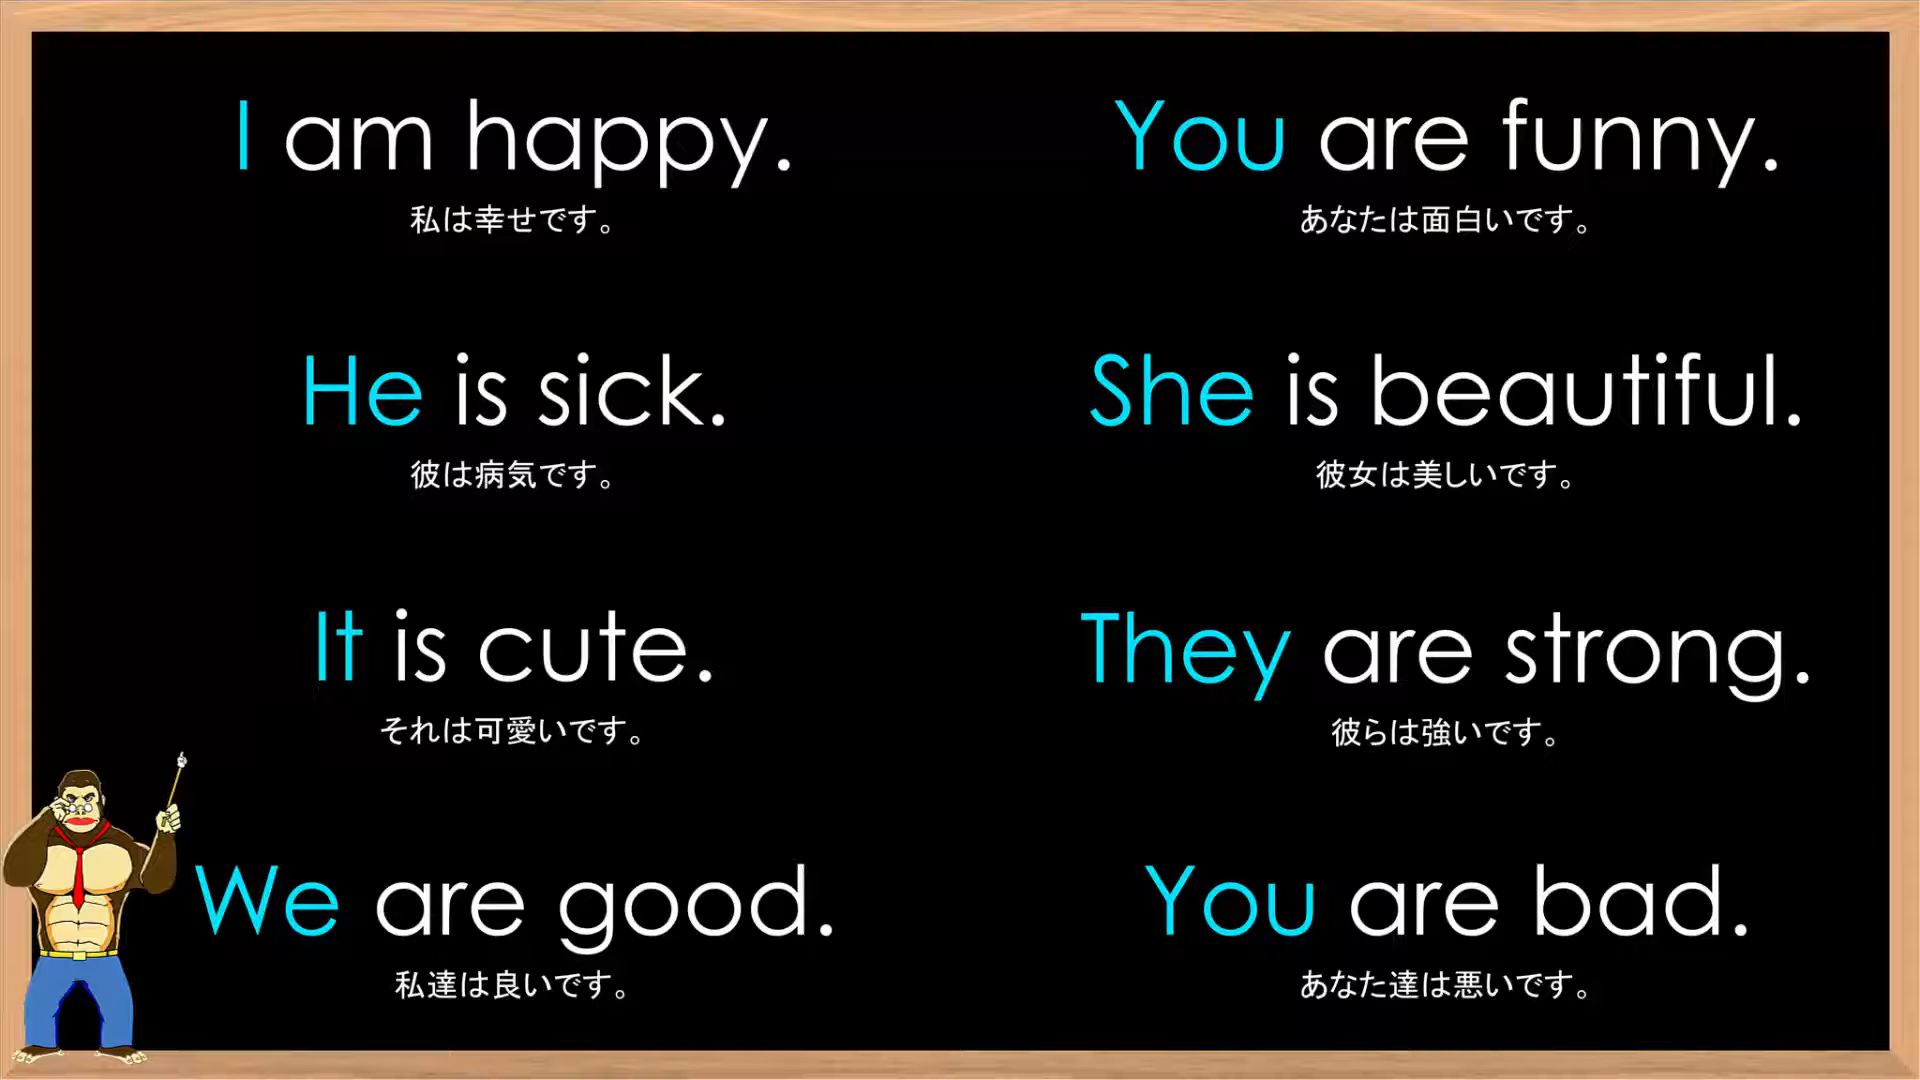 I am happy.
私は幸せです。
You are funny.
あなたは面白いです。
He is sick.
彼は病気です。
She is beautiful.
彼女は美しいです。
It is cute.
それは可愛いです。
They are strong.
彼らは強いです。
We are good.
私達は良いです。
You are bad.
あなた達は悪いです。